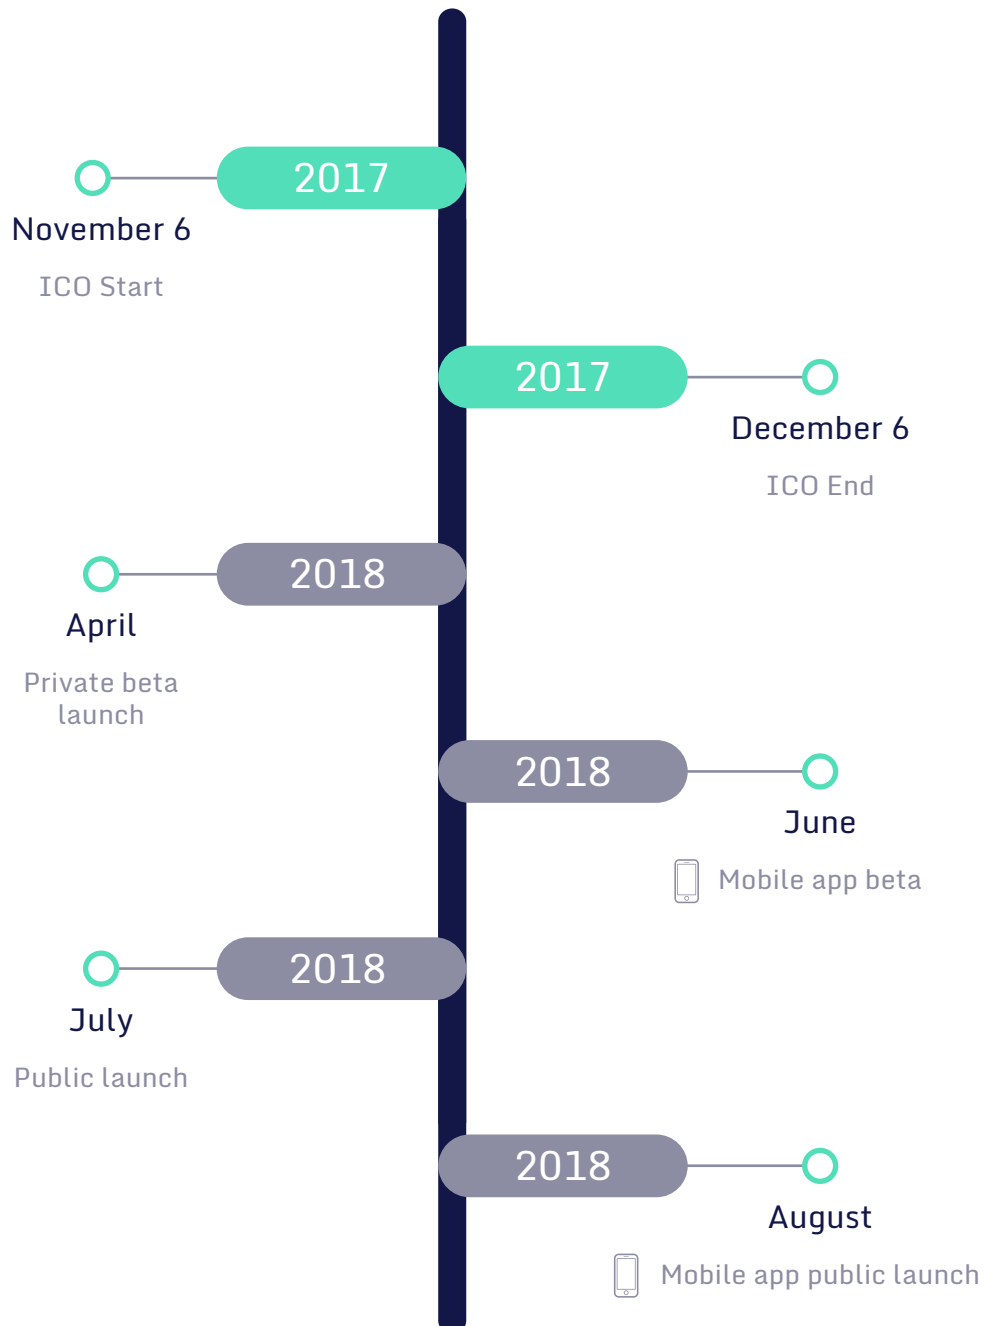 2017
November 6
ICO Start
2017
December 6
ICO End
2018
April
Private beta
launch
2018
June
Mobile app beta
2018
July
Public launch
2018
August
Mobile app public launch